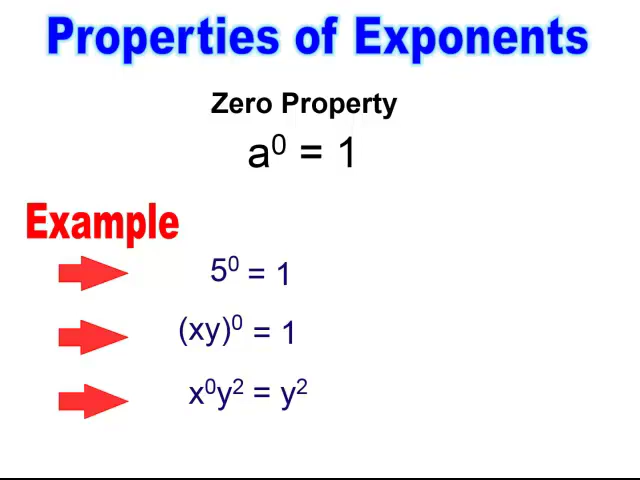 Properties of Exponents
Zero Property
a⁰ = 1
Example
5⁰ = 1
(xy)⁰ = 1
x⁰y² = y²